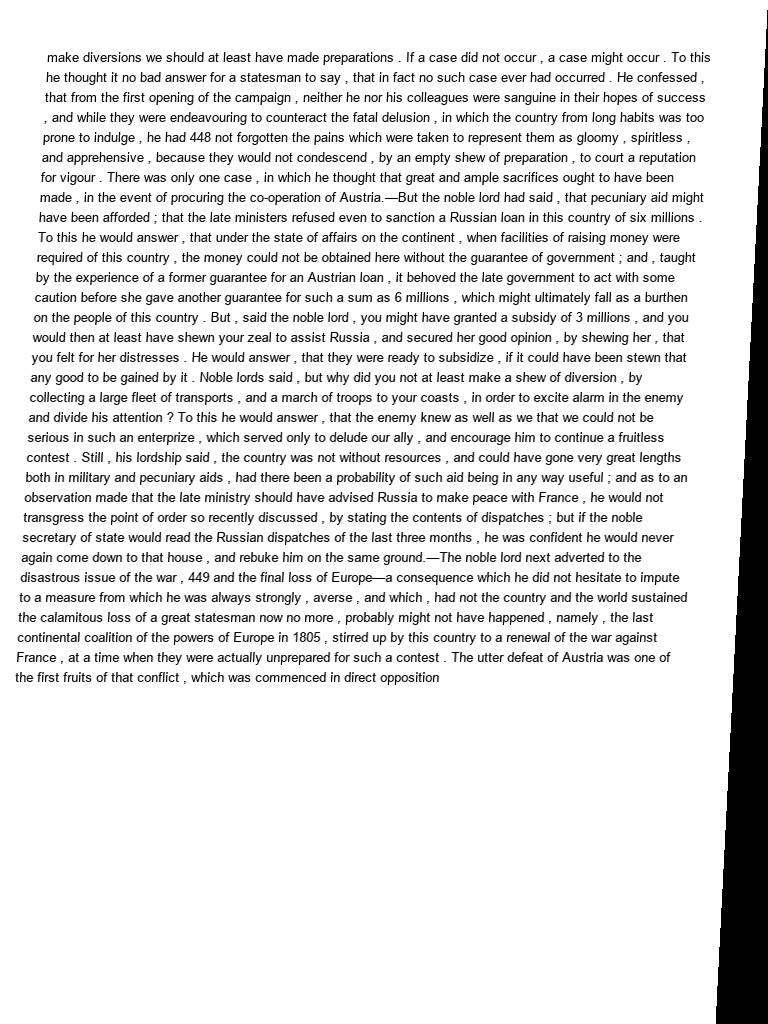 make diversions we should at least have made preparations . If a case did not occur , a case might occur . To this
he thought it no bad answer for a statesman to say , that in fact no such case ever had occurred . He confessed ,
that from the first opening of the campaign , neither he nor his colleagues were sanguine in their hopes of success
, and while they were endeavouring to counteract the fatal delusion , in which the country from long habits was too
prone to indulge , he had 448 not forgotten the pains which were taken to represent them as gloomy , spiritless ,
and apprehensive , because they would not condescend , by an empty shew of preparation , to court a reputation
for vigour . There was only one case , in which he thought that great and ample sacrifices ought to have been
made , in the event of procuring the co-operation of Austria.—But the noble lord had said , that pecuniary aid might
have been afforded ; that the late ministers refused even to sanction a Russian loan in this country of six millions .
To this he would answer , that under the state of affairs on the continent , when facilities of raising money were
required of this country , the money could not be obtained here without the guarantee of government ; and , taught
by the experience of a former guarantee for an Austrian loan , it behoved the late government to act with some
caution before she gave another guarantee for such a sum as 6 millions , which might ultimately fall as a burthen
on the people of this country . But , said the noble lord , you might have granted a subsidy of 3 millions , and you
would then at least have shewn your zeal to assist Russia , and secured her good opinion , by shewing her , that
you felt for her distresses . He would answer , that they were ready to subsidize , if it could have been stewn that
any good to be gained by it . Noble lords said , but why did you not at least make a shew of diversion , by
collecting a large fleet of transports , and a march of troops to your coasts , in order to excite alarm in the enemy
and divide his attention ? To this he would answer , that the enemy knew as well as we that we could not be
serious in such an enterprize , which served only to delude our ally , and encourage him to continue a fruitless
contest . Still , his lordship said , the country was not without resources , and could have gone very great lengths
both in military and pecuniary aids , had there been a probability of such aid being in any way useful ; and as to an
observation made that the late ministry should have advised Russia to make peace with France , he would not
transgress the point of order so recently discussed , by stating the contents of dispatches ; but if the noble
secretary of state would read the Russian dispatches of the last three months , he was confident he would never
again come down to that house , and rebuke him on the same ground.—The noble lord next adverted to the
disastrous issue of the war , 449 and the final loss of Europe—a consequence which he did not hesitate to impute
to a measure from which he was always strongly , averse , and which , had not the country and the world sustained
the calamitous loss of a great statesman now no more , probably might not have happened , namely , the last
continental coalition of the powers of Europe in 1805 , stirred up by this country to a renewal of the war against
France , at a time when they were actually unprepared for such a contest . The utter defeat of Austria was one of
the first fruits of that conflict , which was commenced in direct opposition